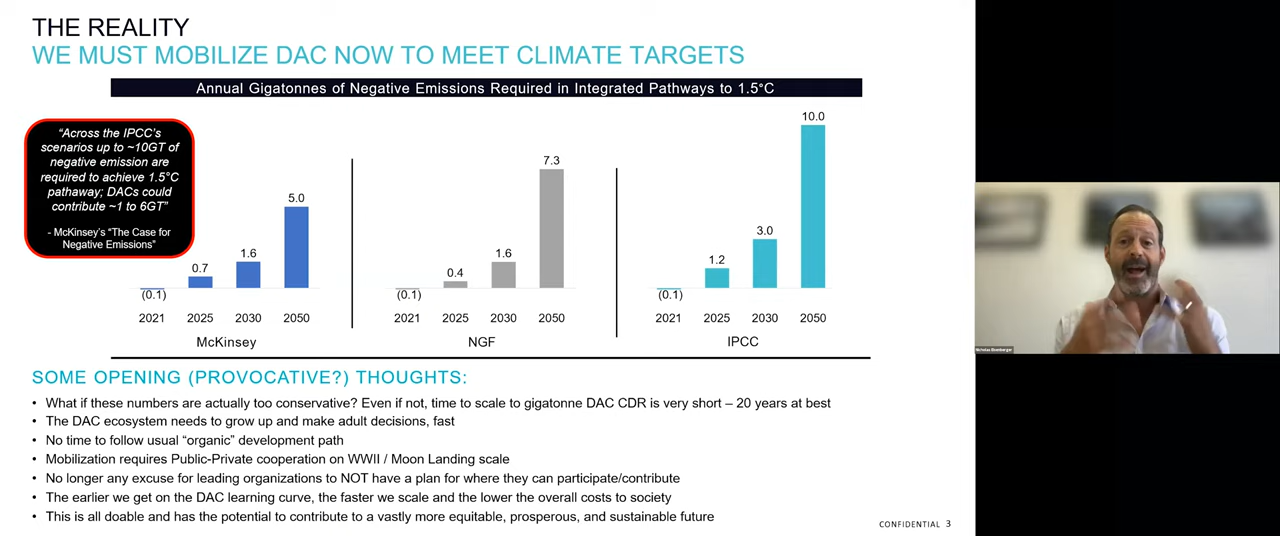 THE REALITY
WE MUST MOBILIZE DAC NOW TO MEET CLIMATE TARGETS
Annual Gigatonnes of Negative Emissions Required in Integrated Pathways to 1.5°C
“Across the IPCC’s
scenarios up to ~10GT of
negative emission are
required to achieve 1.5°C
pathaway; DACs could
contribute ~1 to 6GT”
- McKinsey’s “The Case for
Negative Emissions”
(0.1)
0.7
1.6
5.0
2021 2025 2030 2050
McKinsey
(0.1)
0.4
1.6
7.3
2021 2025 2030 2050
NGF
(0.1)
1.2
3.0
10.0
2021 2025 2030 2050
IPCC
SOME OPENING (PROVOCATIVE?) THOUGHTS:
• What if these numbers are actually too conservative? Even if not, time to scale to gigatonne DAC CDR is very short – 20 years at best
• The DAC ecosystem needs to grow up and make adult decisions, fast
• No time to follow usual “organic” development path
• Mobilization requires Public-Private cooperation on WWII / Moon Landing scale
• No longer any excuse for leading organizations to NOT have a plan for where they can participate/contribute
• The earlier we get on the DAC learning curve, the faster we scale and the lower the overall costs to society
• This is all doable and has the potential to contribute to a vastly more equitable, prosperous, and sustainable future
CONFIDENTIAL 3
Nicholas Eisenberger